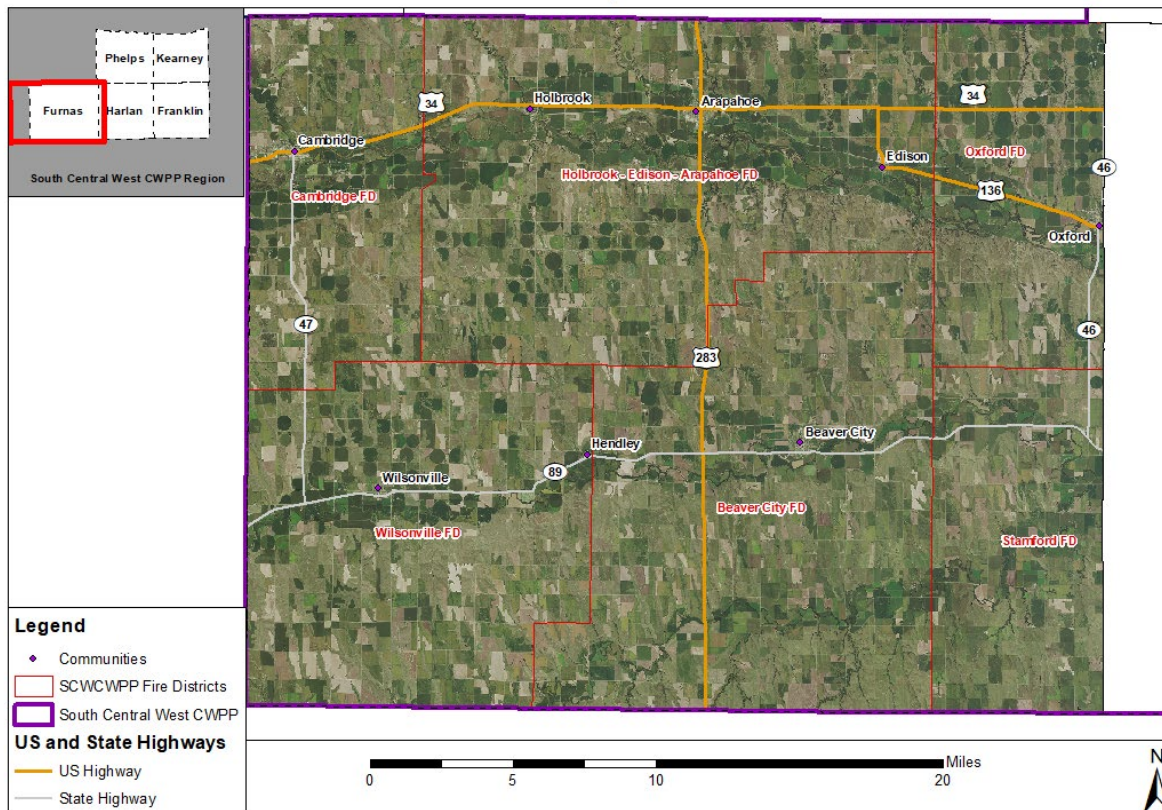 Phelps
Kearney
Furnas
Harlan
Franklin
South Central West CWPP Region
34
Holbrook
Arapahoe
34
Cambridge
Edison
Oxford FD
46
Cambridge FD
Holbrook - Edison - Arapahoe FD
136
Oxford
47
46
283
Beaver City
Hendley
89
Wilsonville
Beaver City FD
Wilsonville FD
Stamford FD
Legend
Communities
SCWCWPP Fire Districts
South Central West CWPP
US and State Highways
US Highway
State Highway
Miles
0
5
10
20
N